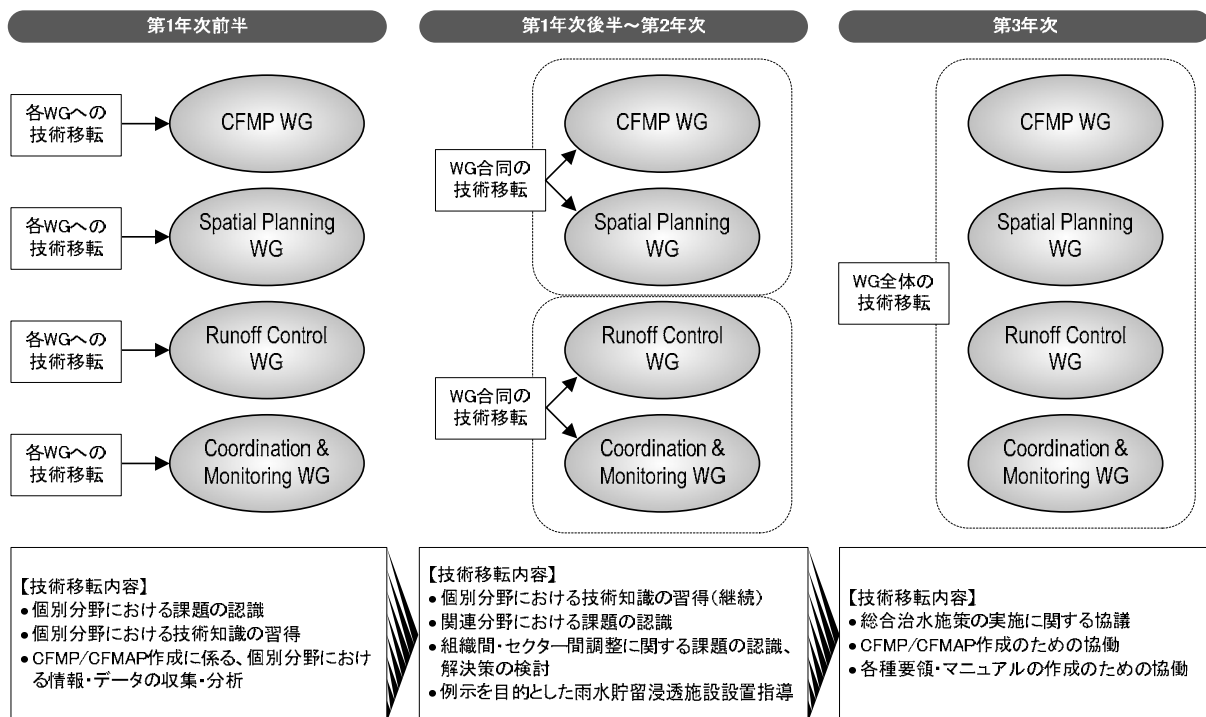 第1年次前半
各WGへの
技術移転
CFMP WG
各WGへの
技術移転
Spatial Planning
WG
各WGへの
技術移転
Runoff Control
WG
各WGへの
技術移転
Coordination &
Monitoring WG
【技術移転内容】
●個別分野における課題の認識
●個別分野における技術知識の習得
●CFMP/CFMAP作成に係る、個別分野におけ
る情報・データの収集・分析
第1年次後半～第2年次
WG合同の
技術移転
CFMP WG
Spatial Planning
WG
WG合同の
技術移転
Runoff Control
WG
Coordination &
Monitoring WG
【技術移転内容】
●個別分野における技術知識の習得(継続)
●関連分野における課題の認識
●組織間・セクター間調整に関する課題の認識、
解決策の検討
●例示を目的とした雨水貯留浸透施設設置指導
第3年次
WG全体の
技術移転
CFMP WG
Spatial Planning
WG
Runoff Control
WG
Coordination &
Monitoring WG
【技術移転内容】
●総合治水施策の実施に関する協議
●CFMP/CFMAP作成のための協働
●各種要領・マニュアルの作成のための協働